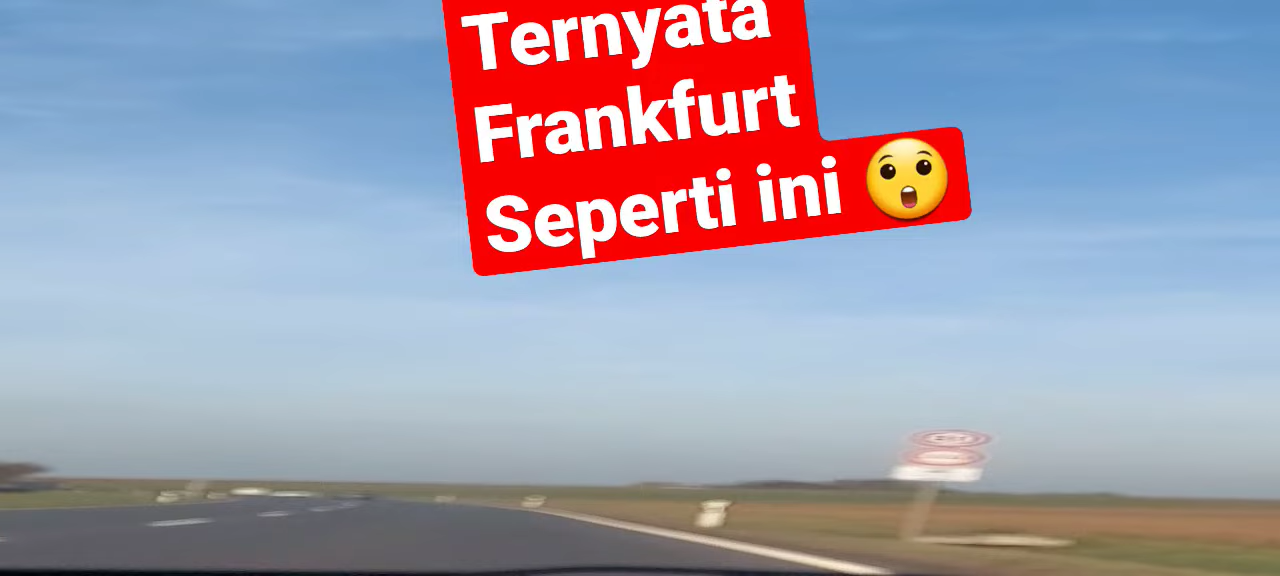 Ternyata
Frankfurt
Seperti ini 😲